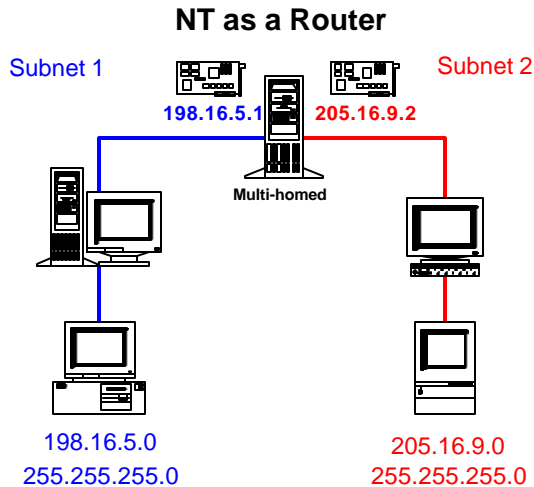 NT as a Router
Subnet 1
Subnet 2
198.16.5.1
205.16.9.2
Multi-homed
198.16.5.0
255.255.255.0
205.16.9.0
255.255.255.0